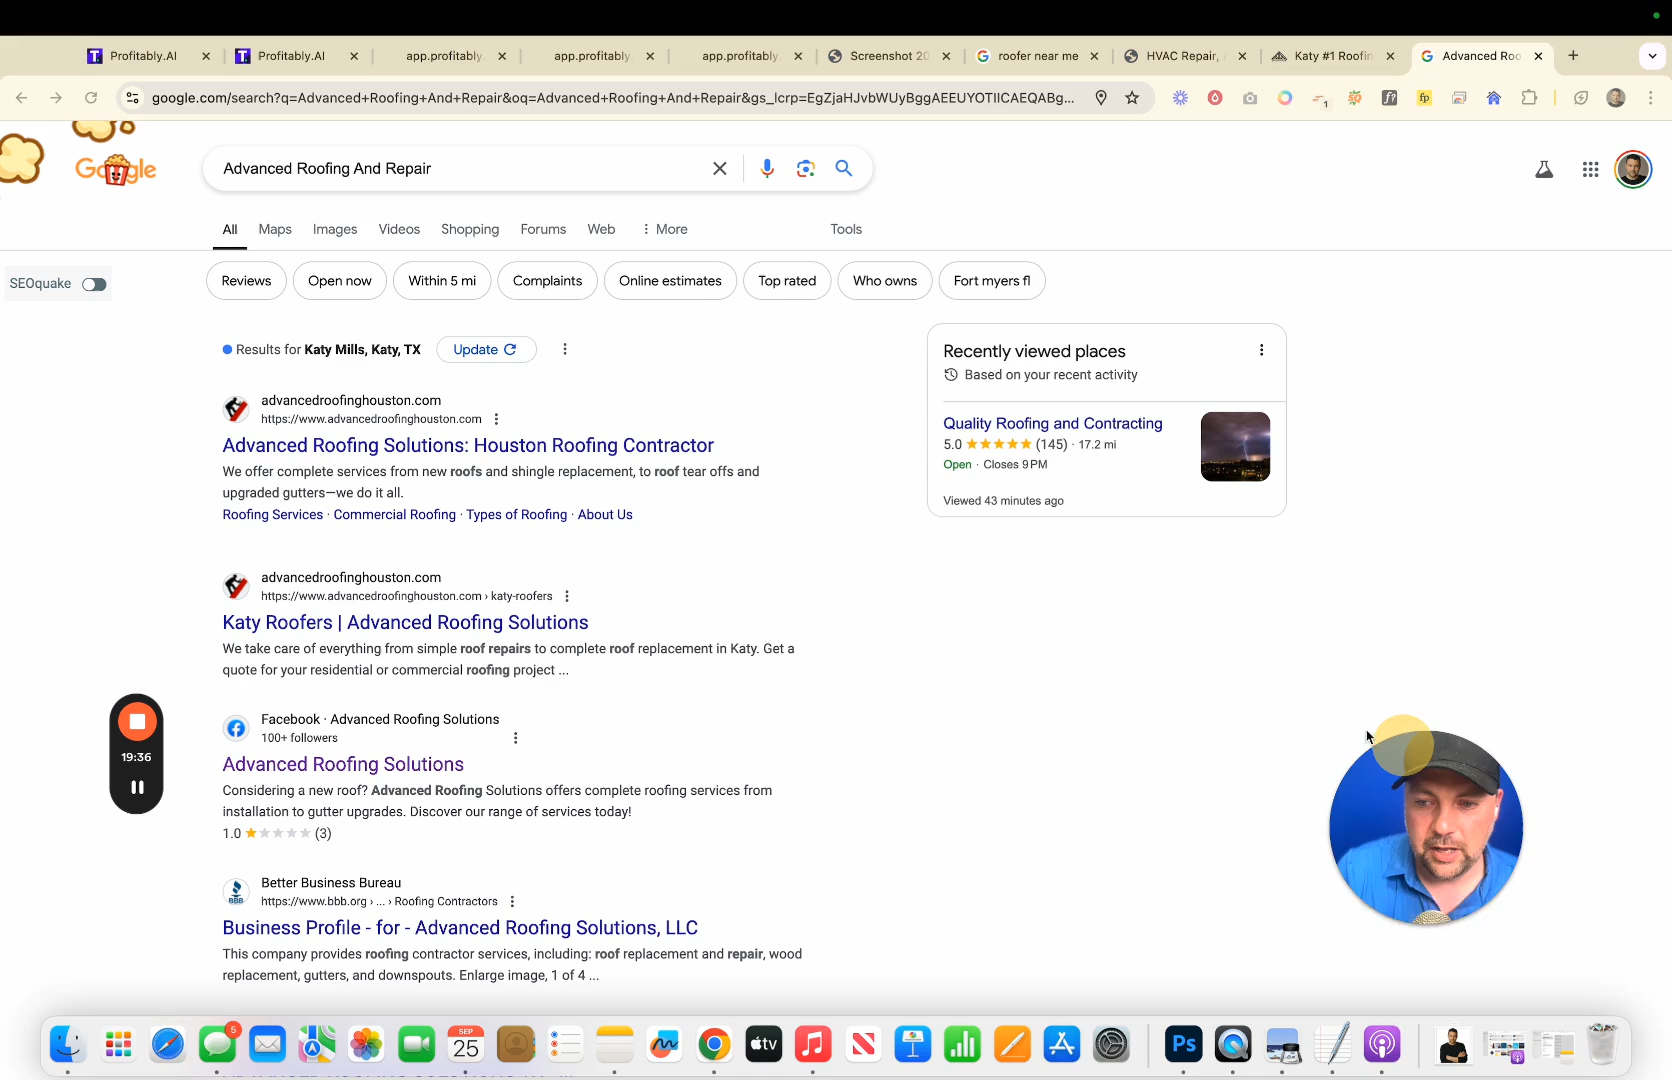 Profitably.AI
Profitably.AI
app.profitably
app.profitably
app.profitably
Screenshot 20
roofer near me
HVAC Repair,
Katy #1 Roofin
Advanced Roo
google.com/search?q=Advanced+Roofing+And+Repair&oq=Advanced+Roofing+And+Repair&gs_lcrp=EgZjaHJvbWUyBggAEEUYOTIICAEQABg...
Google
Advanced Roofing And Repair
All
Maps
Images
Videos
Shopping
Forums
Web
More
Tools
SEOquake
Reviews
Open now
Within 5 mi
Complaints
Online estimates
Top rated
Who owns
Fort myers fl
Results for Katy Mills, Katy, TX
Update
advancedroofinghouston.com
https://www.advancedroofinghouston.com
Advanced Roofing Solutions: Houston Roofing Contractor
We offer complete services from new roofs and shingle replacement, to roof tear offs and
upgraded gutters—we do it all.
Roofing Services · Commercial Roofing · Types of Roofing · About Us
advancedroofinghouston.com
https://www.advancedroofinghouston.com › katy-roofers
Katy Roofers | Advanced Roofing Solutions
We take care of everything from simple roof repairs to complete roof replacement in Katy. Get a
quote for your residential or commercial roofing project ...
Facebook · Advanced Roofing Solutions
100+ followers
Advanced Roofing Solutions
Considering a new roof? Advanced Roofing Solutions offers complete roofing services from
installation to gutter upgrades. Discover our range of services today!
1.0 (3)
Better Business Bureau
https://www.bbb.org › ... › Roofing Contractors
Business Profile - for - Advanced Roofing Solutions, LLC
This company provides roofing contractor services, including: roof replacement and repair, wood
replacement, gutters, and downspouts. Enlarge image, 1 of 4 ...
Recently viewed places
Based on your recent activity
Quality Roofing and Contracting
5.0 (145) · 17.2 mi
Open · Closes 9 PM
Viewed 43 minutes ago
19:36
5
SEP
25
tv
Ps